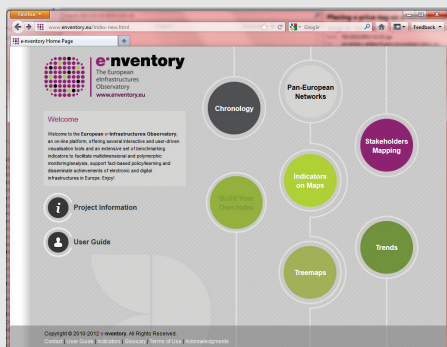 Firefox
www.enventory.eu/index-new.html
Google
Feedback
e-nventory Home Page
e·nventory
The European
eInfrastructures
Observatory
www.enventory.eu
Welcome
Welcome to the European e-Infrastructures Observatory,
an on-line platform, offering several interactive and user-driven
visualisation tools and an extensive set of benchmarking
indicators to facilitate multidimensional and polymorphic
monitoring/analysis, support fact-based policy/learning and
disseminate achievements of electronic and digital
infrastructures in Europe. Enjoy!
Project Information
User Guide
Chronology
Pan-European
Networks
Stakeholders
Mapping
Indicators
on Maps
Build Your
Own Index
Trends
Treemaps
Copyright © 2010-2012 e-nventory. All Rights Reserved.
Contact | User Guide | Indicators | Glossary | Terms of Use | Acknowledgments